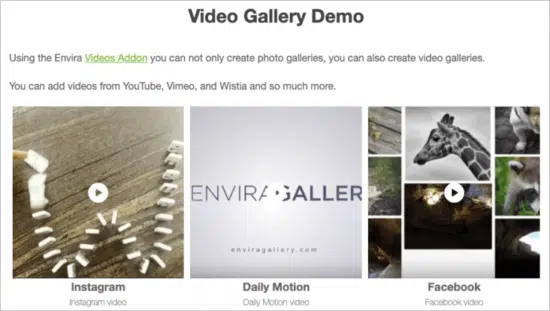 Video Gallery Demo
Using the Envira Videos Addon you can not only create photo galleries, you can also create video galleries.
You can add videos from YouTube, Vimeo, and Wistia and so much more.
ENVIRAGALLER
enviragallery.com
Instagram Daily Motion Facebook
Instagram video Daily Motion video Facebook video